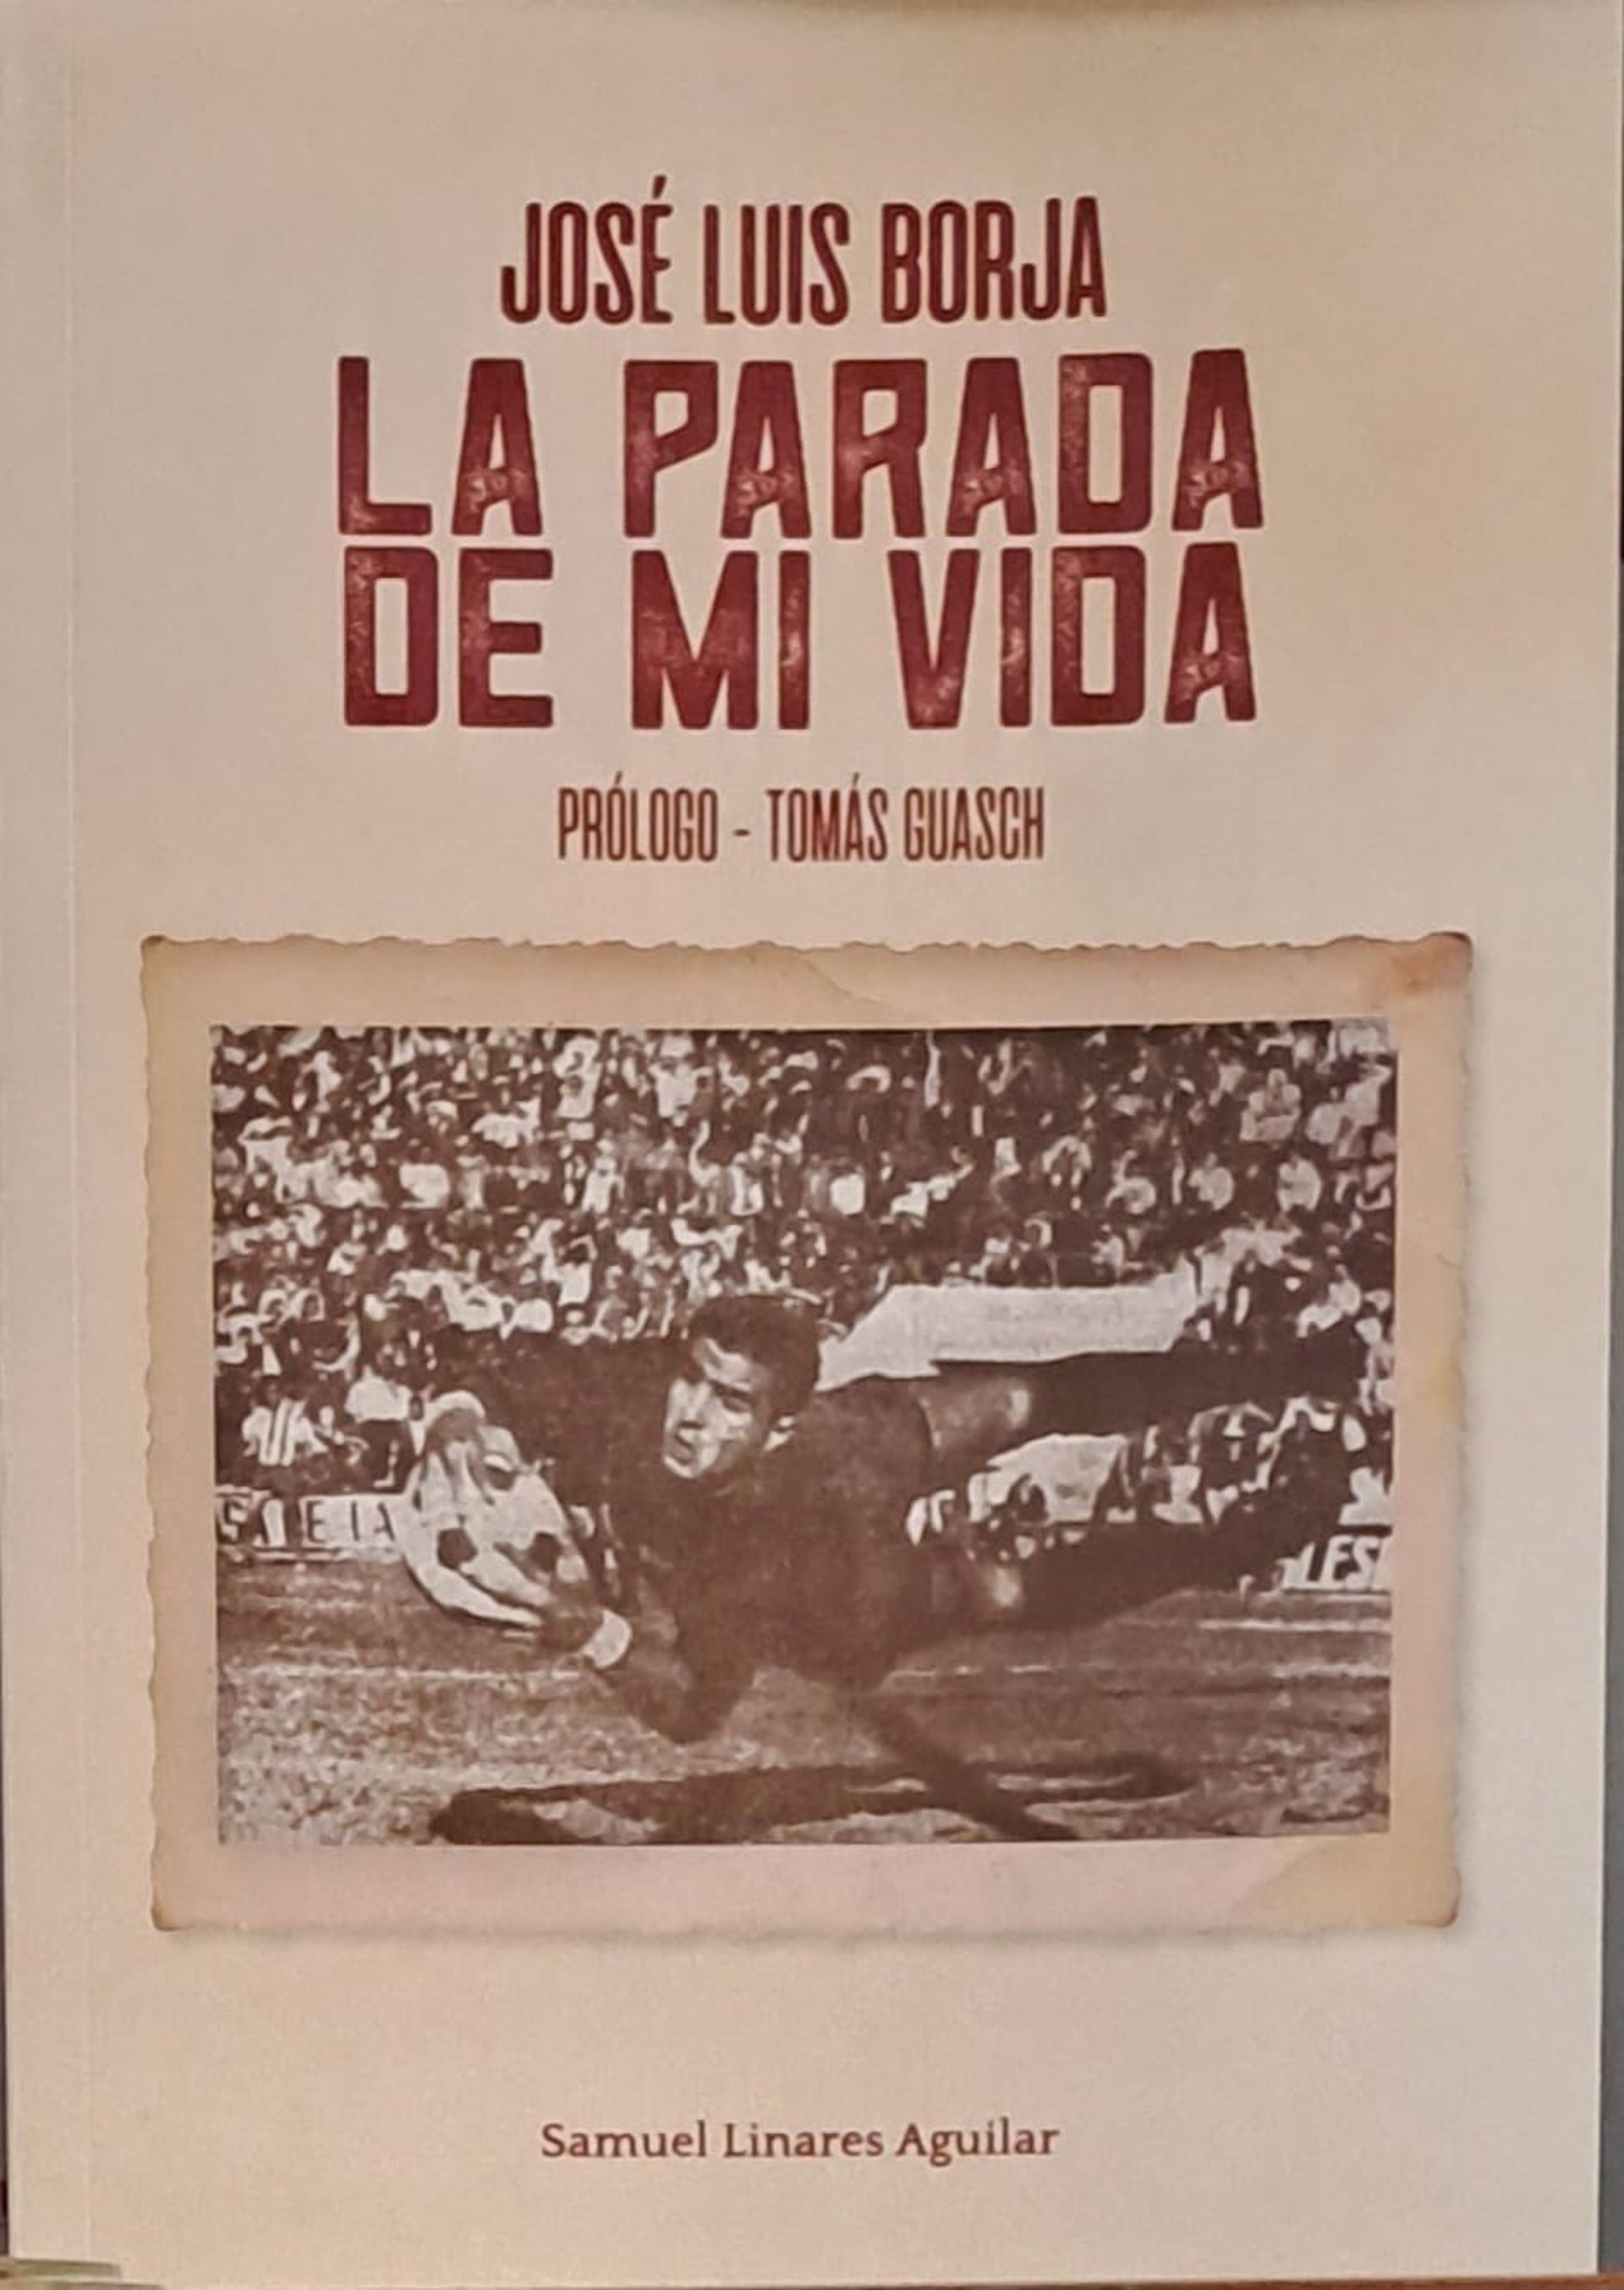 JOSÉ LUIS BORJA
LA PARADA
DE MI VIDA
PRÓLOGO - TOMÁS GUASCH
Samuel Linares Aguilar